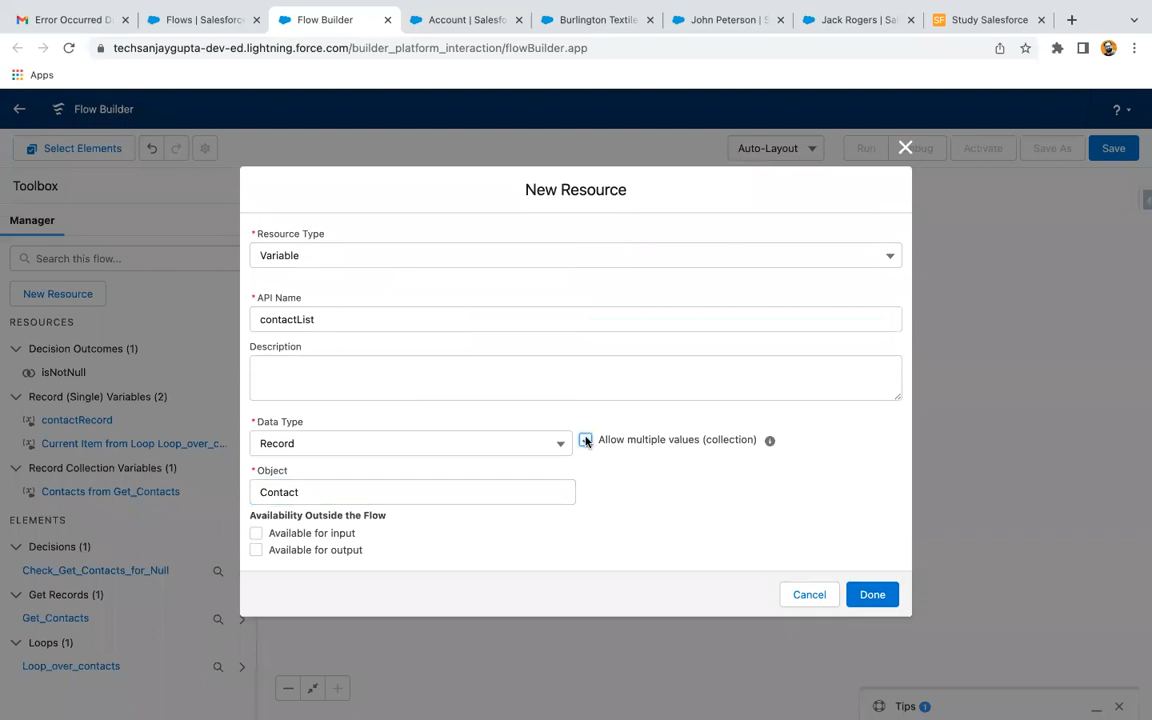 Error Occurred D
Flows | Salesforc
Flow Builder
Account | Salesfo
Burlington Textile
John Peterson | S
Jack Rogers | Sa
SF Study Salesforce
techsanjaygupta-dev-ed.lightning.force.com/builder_platform_interaction/flowBuilder.app
Apps
Flow Builder
?
Select Elements
Auto-Layout
Run
Debug
Activate
Save As
Save
Toolbox
Manager
Search this flow...
New Resource
RESOURCES
Decision Outcomes (1)
isNotNull
Record (Single) Variables (2)
contactRecord
Current Item from Loop Loop_over_c...
Record Collection Variables (1)
Contacts from Get_Contacts
ELEMENTS
Decisions (1)
Check_Get_Contacts_for_Null
Get Records (1)
Get_Contacts
Loops (1)
Loop_over_contacts
New Resource
* Resource Type
Variable
* API Name
contactList
Description
* Data Type
Record
Allow multiple values (collection)
* Object
Contact
Availability Outside the Flow
Available for input
Available for output
Cancel
Done
Tips 1